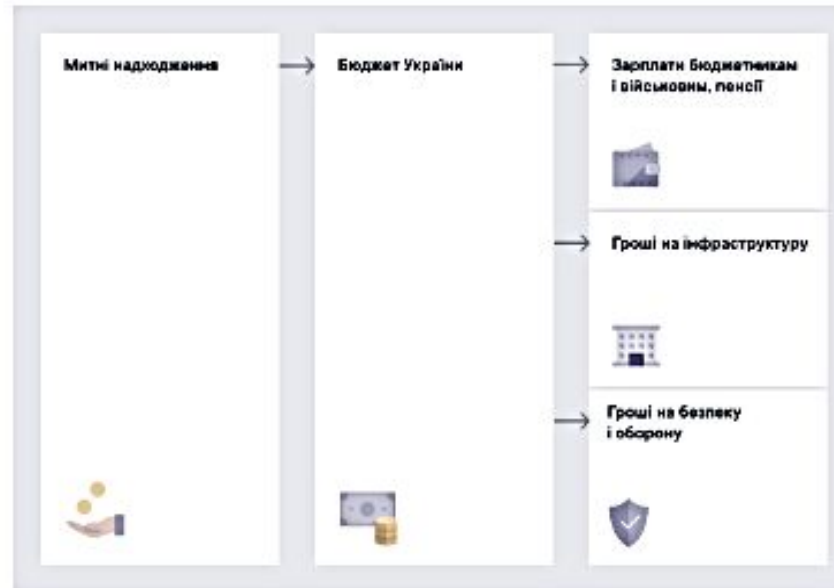 Митні надходження
Бюджет України
Зарплати бюджетникам
і військовим, пенсії
Гроші на інфраструктуру
Гроші на безпеку
і оборону